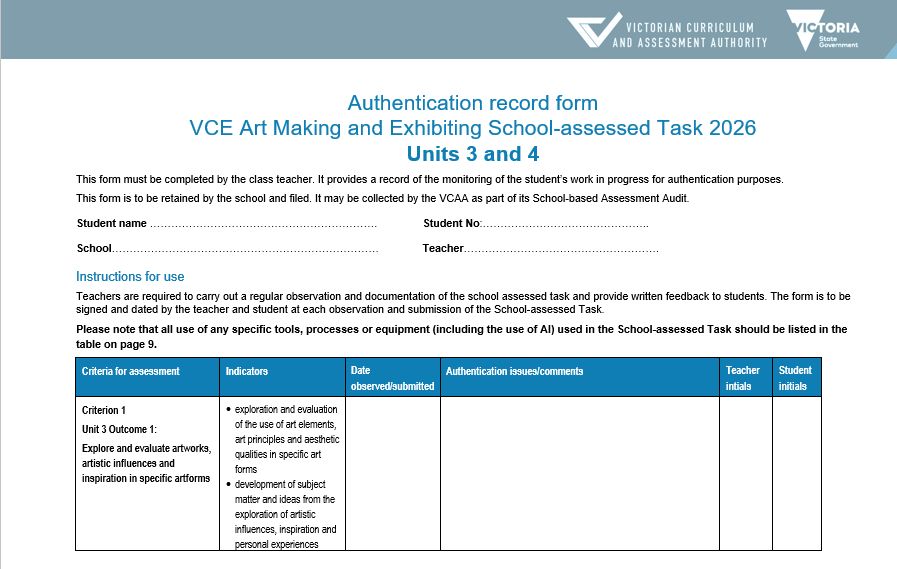 VICTORIAN CURRICULUM
AND ASSESSMENT AUTHORITY
VICTORIA
State
Government
Authentication record form
VCE Art Making and Exhibiting School-assessed Task 2026
Units 3 and 4
This form must be completed by the class teacher. It provides a record of the monitoring of the student's work in progress for authentication purposes.
This form is to be retained by the school and filed. It may be collected by the VCAA as part of its School-based Assessment Audit.
Student name ………………………………………………………. Student No:………………………………………..
School………………………………………………………………… Teacher……………………………………………….
Instructions for use
Teachers are required to carry out a regular observation and documentation of the school assessed task and provide written feedback to students. The form is to be
signed and dated by the teacher and student at each observation and submission of the School-assessed Task.
Please note that all use of any specific tools, processes or equipment (including the use of AI) used in the School-assessed Task should be listed in the
table on page 9.
Criteria for assessment
Indicators
Date
observed/submitted
Authentication issues/comments
Teacher
intials
Student
initials
Criterion 1
Unit 3 Outcome 1:
Explore and evaluate artworks,
artistic influences and
inspiration in specific artforms
• exploration and evaluation
of the use of art elements,
art principles and aesthetic
qualities in specific art
forms
• development of subject
matter and ideas from the
exploration of artistic
influences, inspiration and
personal experiences